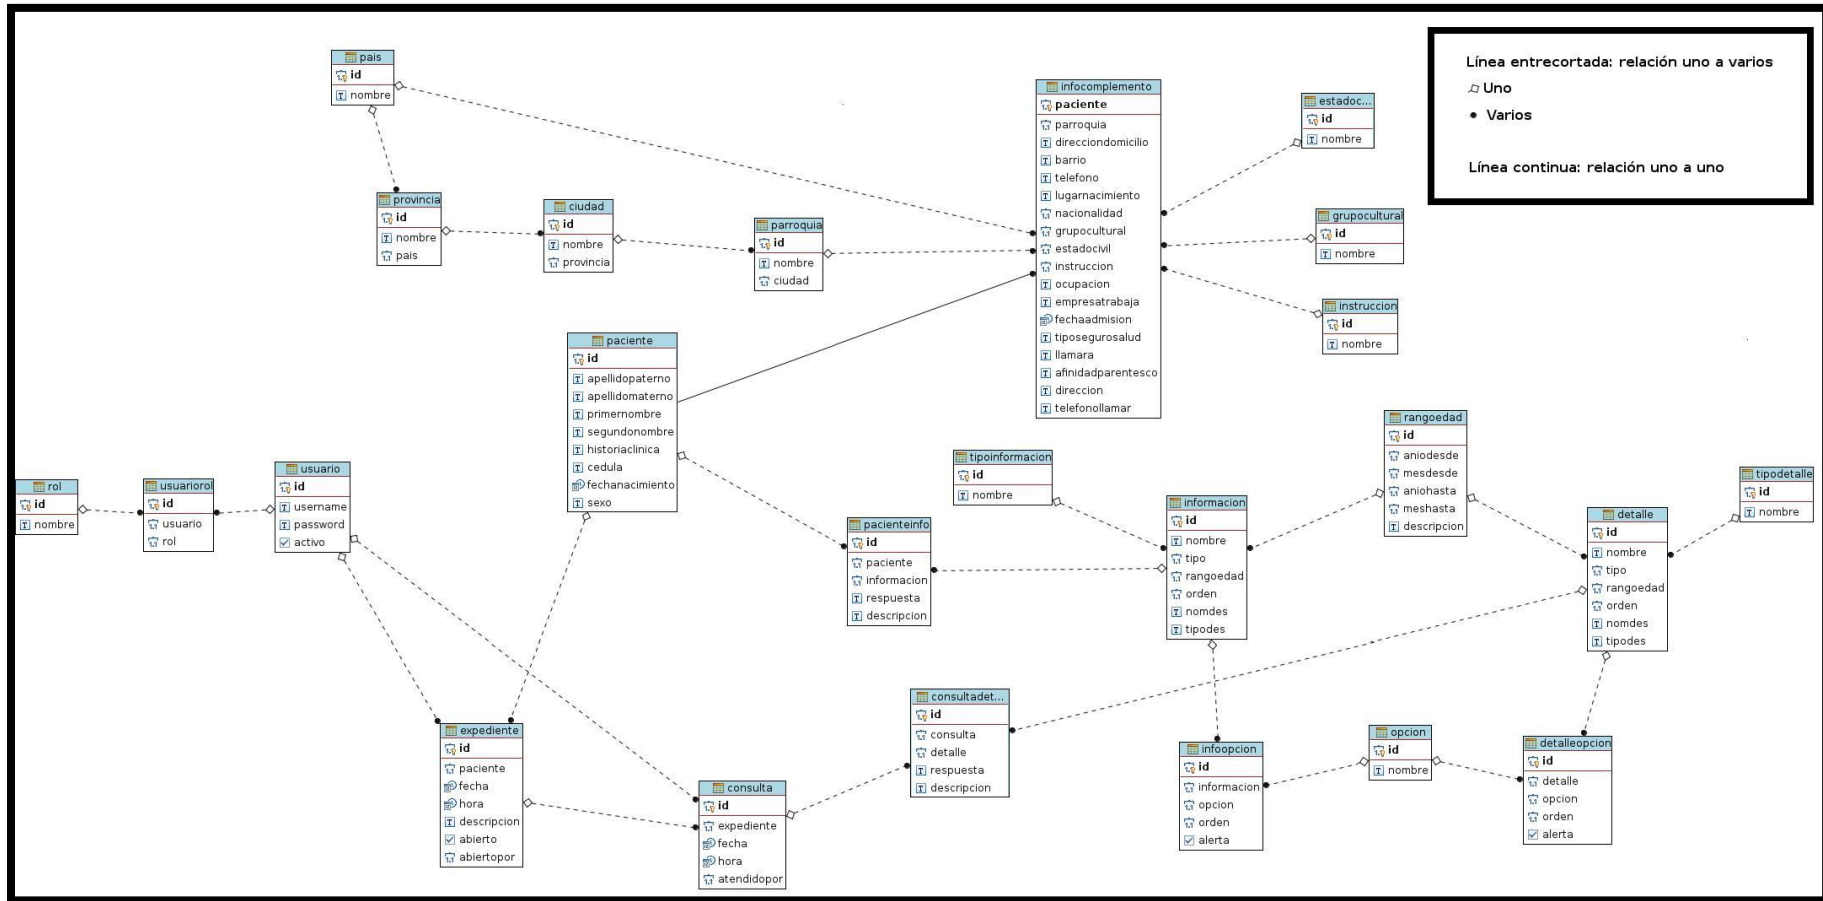 pais
id
nombre
provincia
id
nombre
pais
ciudad
id
nombre
provincia
parroquia
id
nombre
ciudad
infocomplemento
paciente
parroquia
direcciondomicilio
barrio
telefono
lugarnacimiento
nacionalidad
grupocultural
estadocivil
instruccion
ocupacion
empresatrabaja
fechaadmision
tiposegurosalud
llamara
afinidadparentesco
direccion
telefonollamar
estadoc...
id
nombre
grupocultural
id
nombre
instruccion
id
nombre
Línea entrecortada: relación uno a varios
Uno
Varios
Línea continua: relación uno a uno
paciente
id
apellidopaterno
apellidomaterno
primernombre
segundonombre
historiaclinica
cedula
fechanacimiento
sexo
rol
id
nombre
usuariorol
id
usuario
rol
usuario
id
username
password
activo
pacienteinfo
id
paciente
informacion
respuesta
descripcion
tipoinformacion
id
nombre
informacion
id
nombre
tipo
rangoedad
orden
nomdes
tipodes
rangoedad
id
aniodesde
mesdesde
aniohasta
meshasta
descripcion
detalle
id
nombre
tipo
rangoedad
orden
nomdes
tipodes
tipodetalle
id
nombre
expediente
id
paciente
fecha
hora
descripcion
abierto
abiertopor
consulta
id
expediente
fecha
hora
atendidopor
consultadet...
id
consulta
detalle
respuesta
descripcion
infoopcion
id
informacion
opcion
orden
alerta
opcion
id
nombre
detalleopcion
id
detalle
opcion
orden
alerta